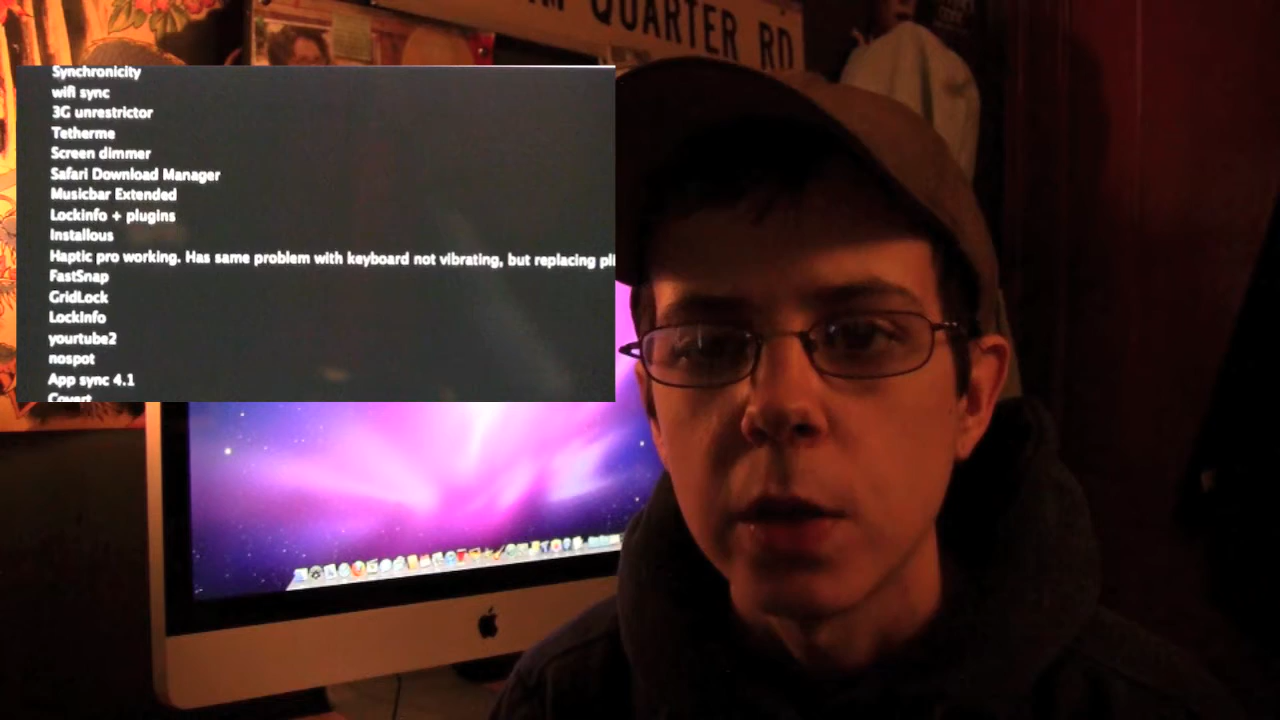 QUARTER RD
Synchronicity
wifi sync
3G unrestrictor
Tetherme
Screen dimmer
Safari Download Manager
Musicbar Extended
Lockinfo + plugins
Installous
Haptic pro working. Has same problem with keyboard not vibrating, but replacing
FastSnap
GridLock
LockInfo
yourtube2
nospot
App sync 4.1
Covert